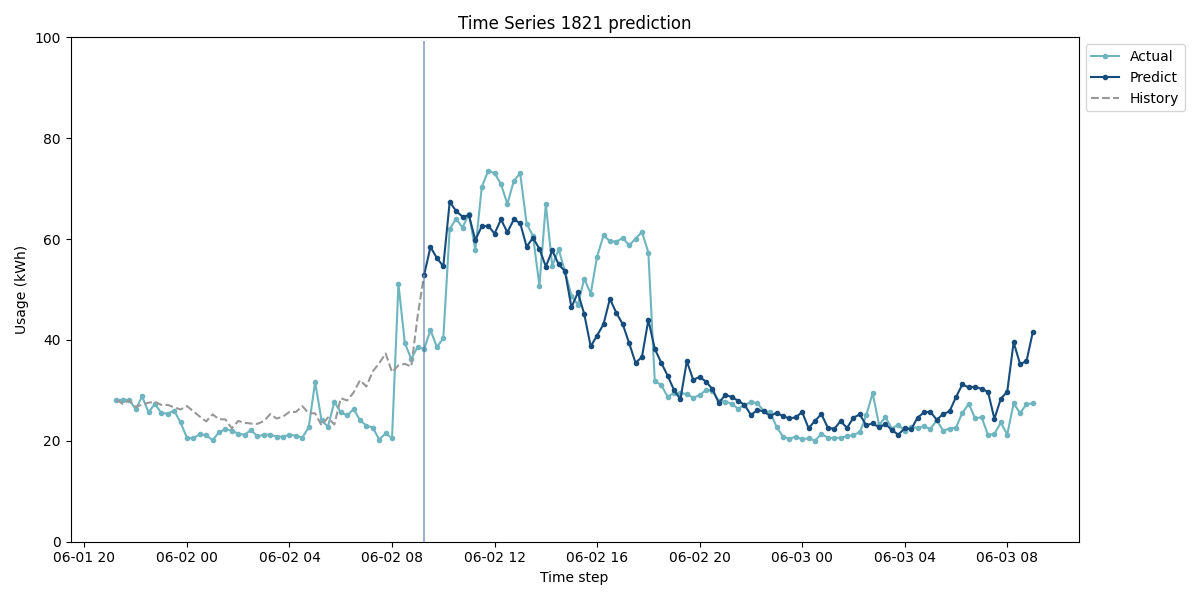 Time Series 1821 prediction
Usage (kWh)
100
80
60
40
20
0
06-01 20
06-02 00
06-02 04
06-02 08
06-02 12
06-02 16
06-02 20
06-03 00
06-03 04
06-03 08
Time step
Actual
Predict
History